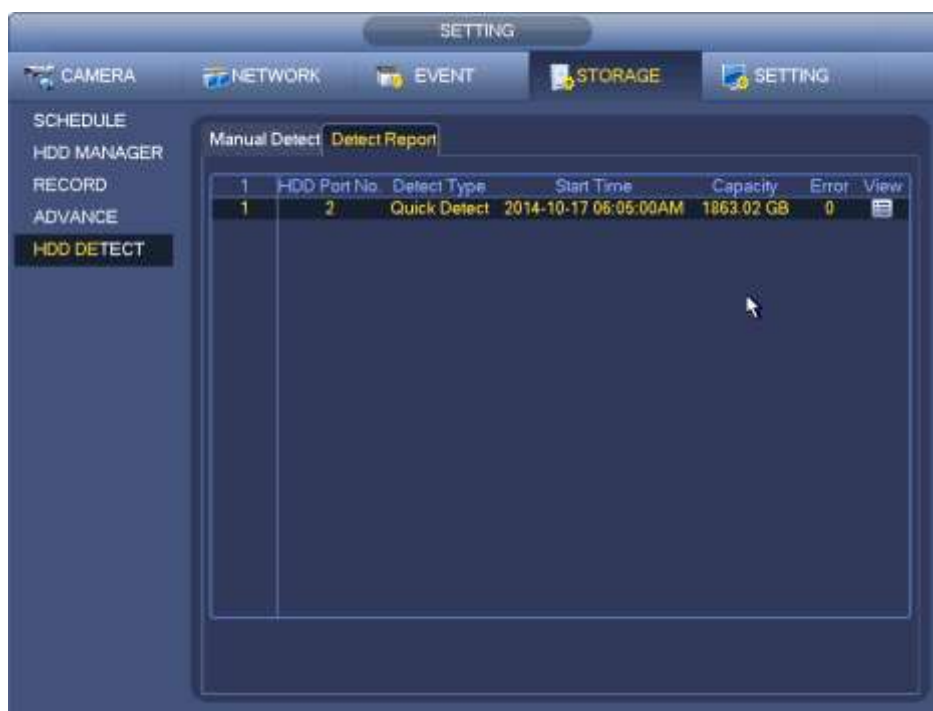 SETTING
CAMERA NETWORK EVENT STORAGE SETTING
SCHEDULE
HDD MANAGER
RECORD
ADVANCE
HDD DETECT
Manual Detect Detect Report
1 HDD Port No. Detect Type Start Time Capacity Error View
1 2 Quick Detect 2014-10-17 06:05:00AM 1863.02 GB 0